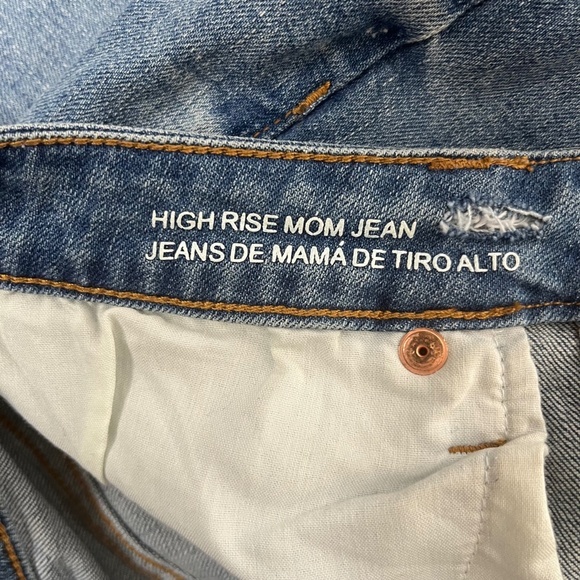 HIGH RISE MOM JEAN
JEANS DE MAMÁ DE TIRO ALTO